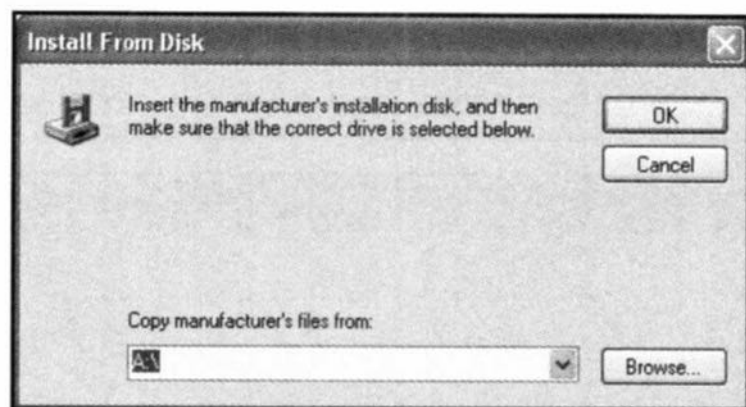 Install From Disk
Insert the manufacturer's installation disk, and then
make sure that the correct drive is selected below.
OK
Cancel
Copy manufacturer's files from:
A:\
Browse...